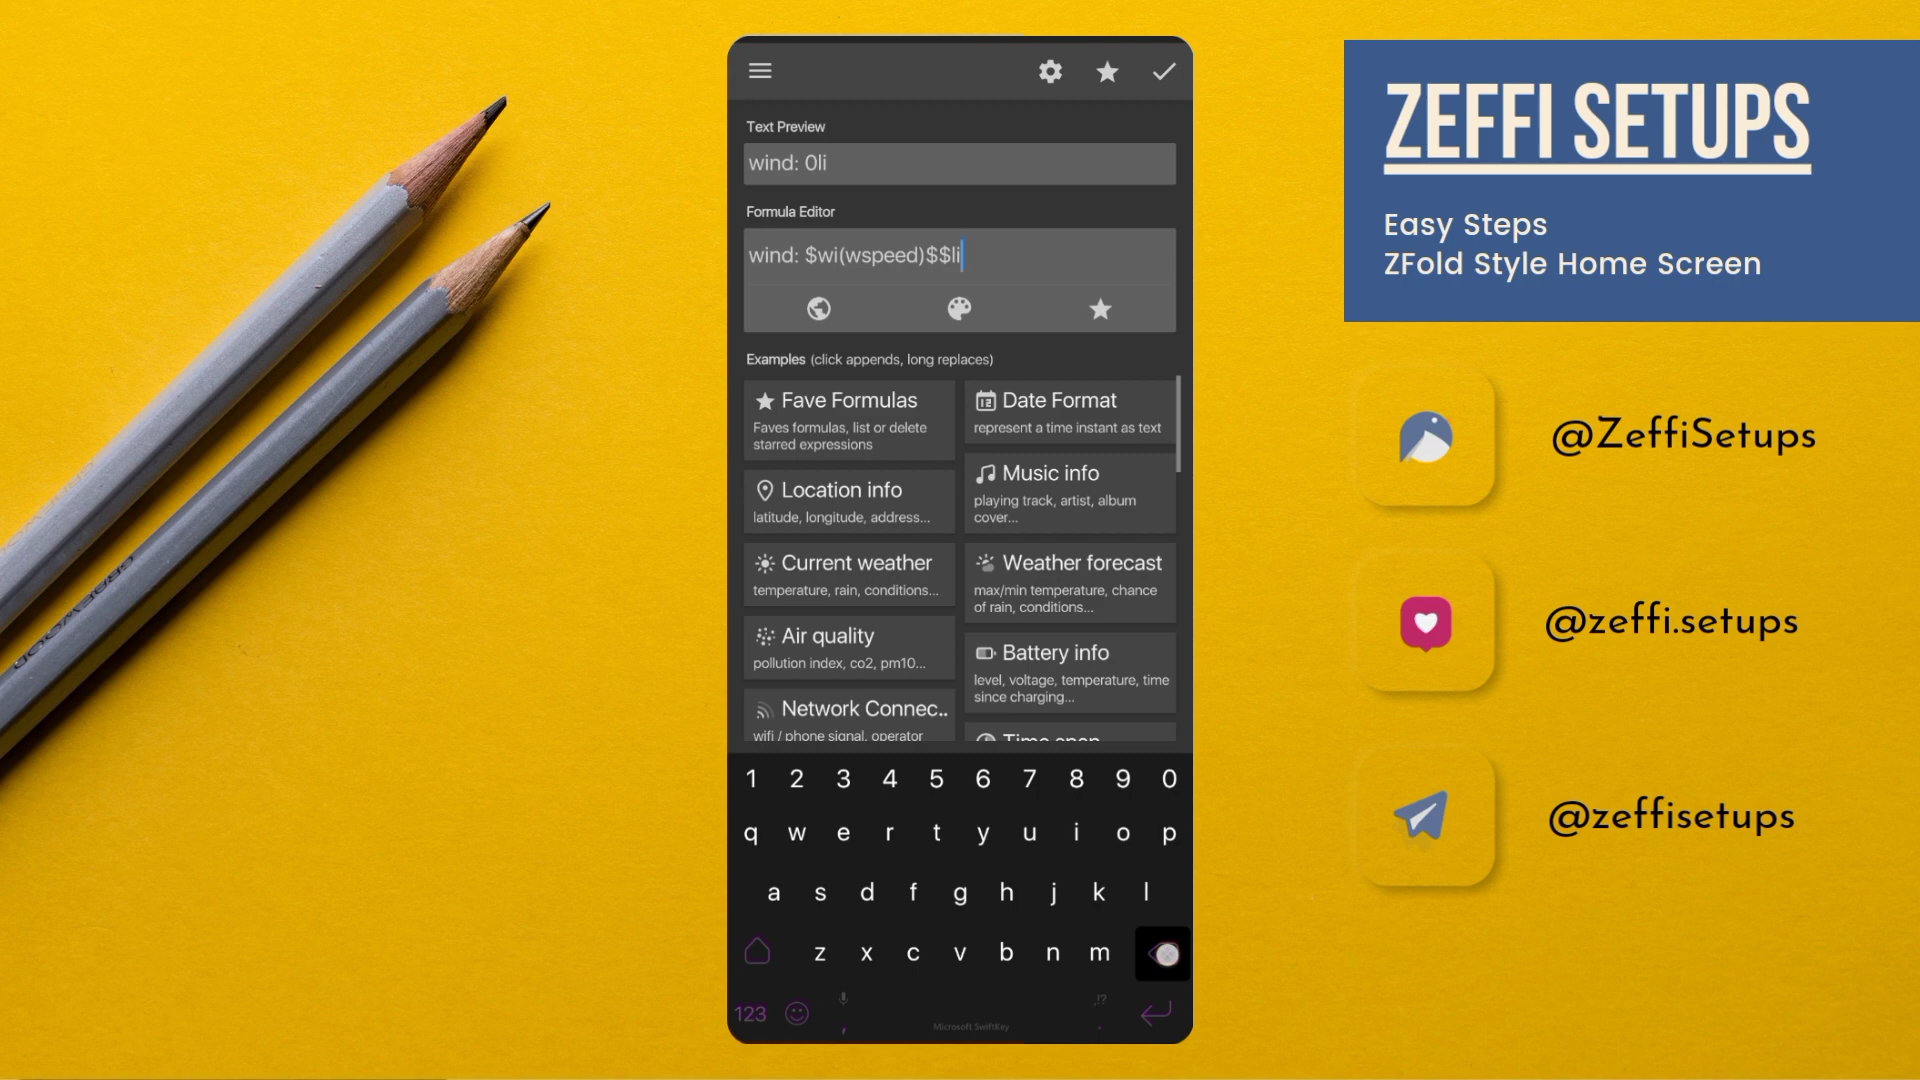 ZEFFI SETUPS
Easy Steps
ZFold Style Home Screen
@ZeffiSetups
@zeffi.setups
@zeffisetups
Text Preview
wind: 0li
Formula Editor
wind: $wi(wspeed)$$li
Examples (click appends, long replaces)
Fave Formulas
Faves formulas, list or delete
starred expressions
Date Format
represent a time instant as text
Location info
latitude, longitude, address...
Music info
playing track, artist, album
cover...
Current weather
temperature, rain, conditions...
Weather forecast
max/min temperature, chance
of rain, conditions...
Air quality
pollution index, co2, pm10...
Battery info
level, voltage, temperature, time
since charging...
Network Connec..
wifi / phone signal, operator
1 2 3 4 5 6 7 8 9 0
q w e r t y u i o p
a s d f g h j k l
z x c v b n m
123 , .!? .
Microsoft SwiftKey